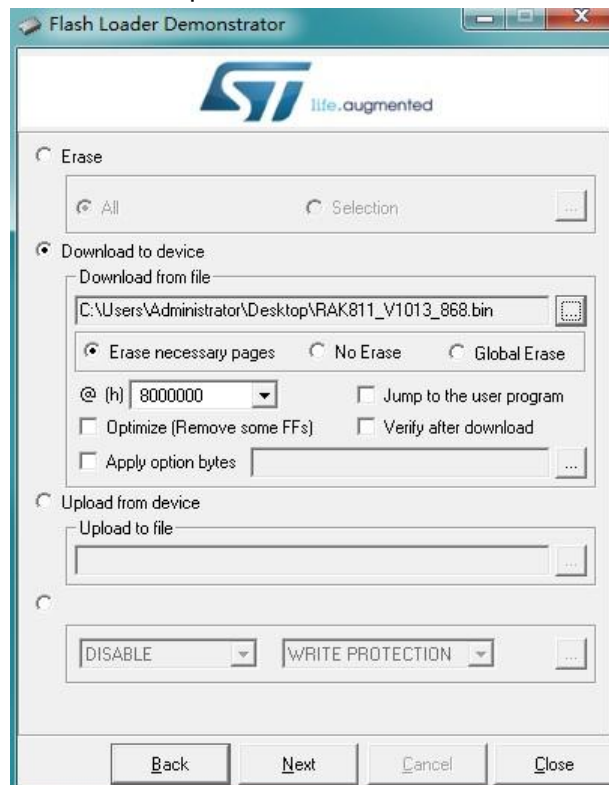 Flash Loader Demonstrator
life.augmented
Erase
All Selection ...
Download to device
Download from file
C:\Users\Administrator\Desktop\RAK811_V1013_868.bin ...
Erase necessary pages No Erase Global Erase
@ (h) 8000000 Jump to the user program
Optimize (Remove some FFs) Verify after download
Apply option bytes ...
Upload from device
Upload to file
...
DISABLE WRITE PROTECTION ...
Back Next Cancel Close